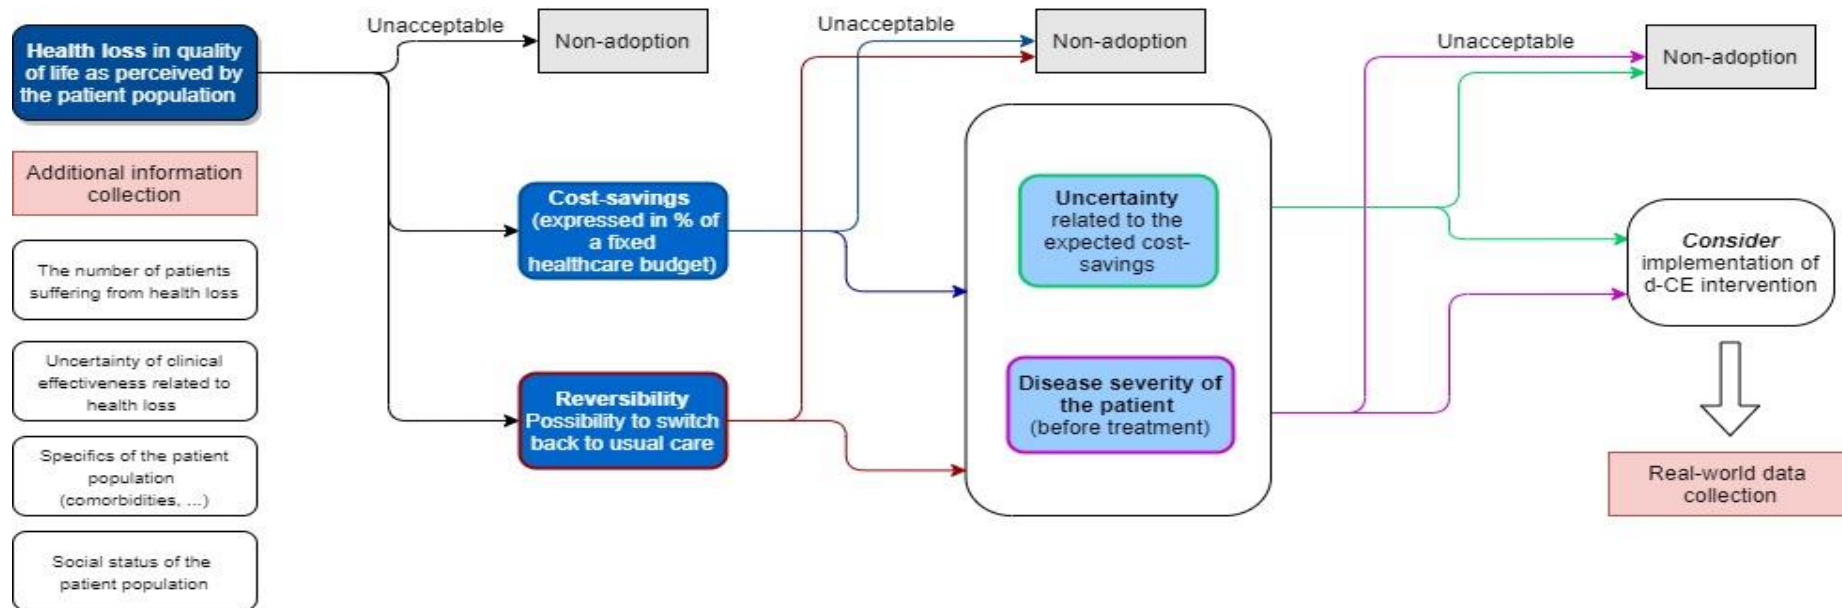 Health loss in quality
of life as perceived by
the patient population
Additional information
collection
The number of patients
suffering from health loss
Uncertainty of clinical
effectiveness related to
health loss
Specifics of the patient
population
(comorbidities, ...)
Social status of the
patient population
Unacceptable
Non-adoption
Cost-savings
(expressed in % of
a fixed
healthcare budget)
Reversibility
Possibility to switch
back to usual care
Unacceptable
Non-adoption
Uncertainty
related to the
expected cost-
savings
Disease severity of
the patient
(before treatment)
Unacceptable
Non-adoption
Consider
implementation of
d-CE intervention
Real-world data
collection